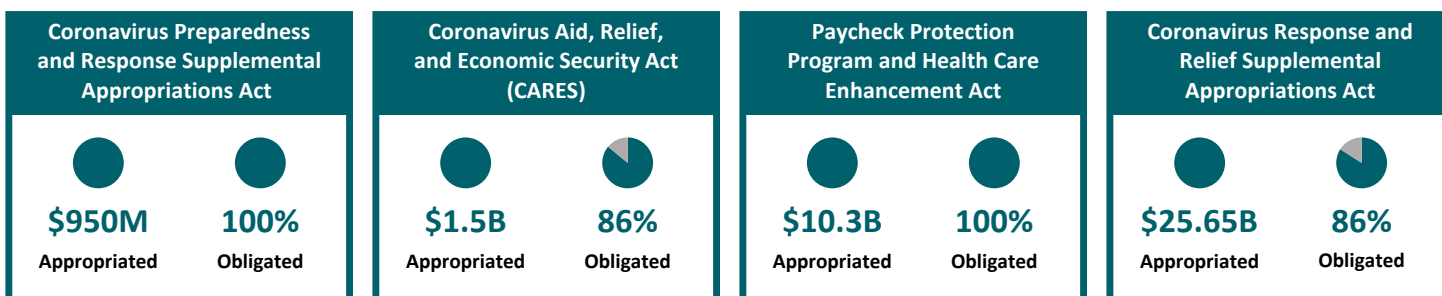 Coronavirus Preparedness
and Response Supplemental
Appropriations Act
$950M
100%
Appropriated
Obligated
Coronavirus Aid, Relief,
and Economic Security Act
(CARES)
$1.5B
86%
Appropriated
Obligated
Paycheck Protection
Program and Health Care
Enhancement Act
$10.3B
100%
Appropriated
Obligated
Coronavirus Response and
Relief Supplemental
Appropriations Act
$25.65B
86%
Appropriated
Obligated